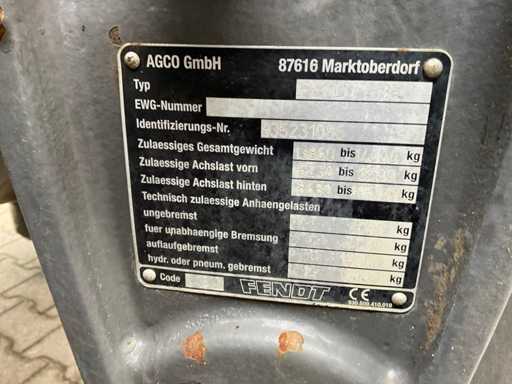 AGCO GmbH 87616 Marktoberdorf
Typ
EWG-Nummer
Identifizierungs-Nr.
Zulaessiges Gesamtgewicht bis kg
Zulaessige Achslast vorn bis kg
Zulaessige Achslast hinten bis kg
Technisch zulaessige Anhaengelasten
ungebremst kg
fuer upabhaengige Bremsung kg
auflaufgebremst kg
hydr. oder pneum. gebremst kg
Code FENDT CE